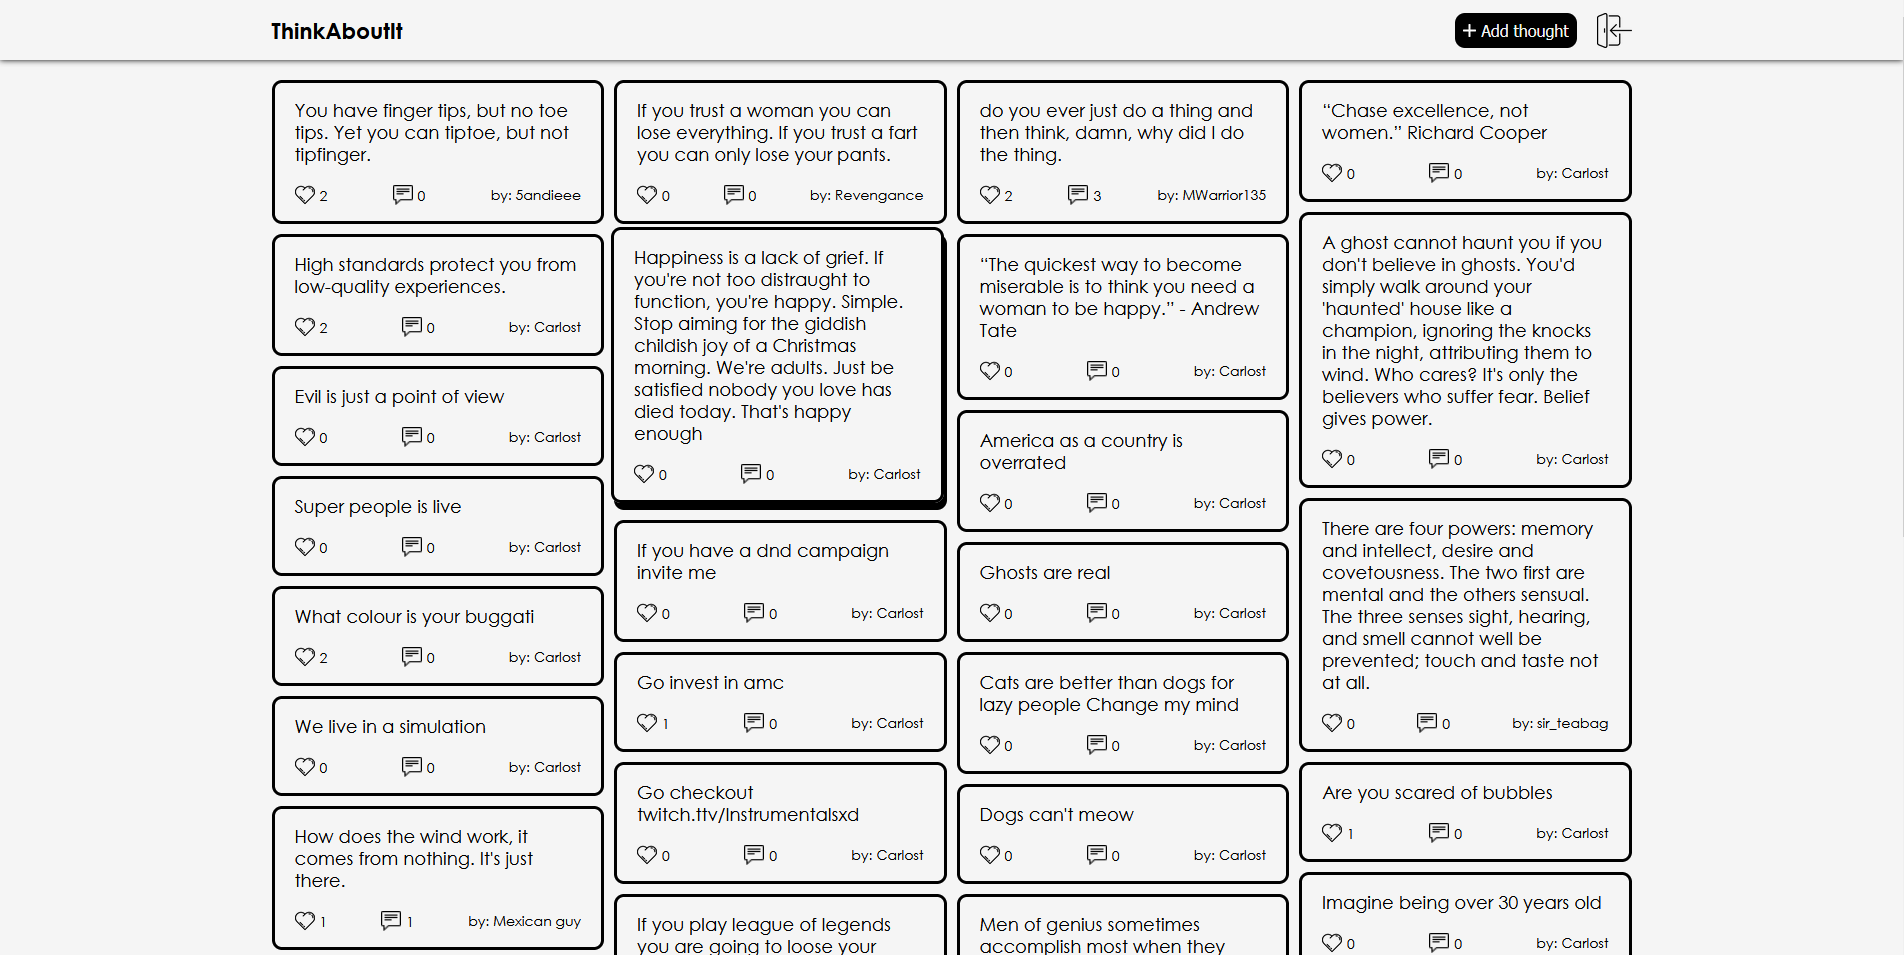 ThinkAboutIt
+ Add thought
You have finger tips, but no toe
tips. Yet you can tiptoe, but not
tipfinger.
2
0
by: 5andieee
High standards protect you from
low-quality experiences.
2
0
by: Carlost
Evil is just a point of view
0
0
by: Carlost
Super people is live
0
0
by: Carlost
What colour is your buggati
2
0
by: Carlost
We live in a simulation
0
0
by: Carlost
How does the wind work, it
comes from nothing. It's just
there.
1
1
by: Mexican guy
If you trust a woman you can
lose everything. If you trust a fart
you can only lose your pants.
0
0
by: Revengance
Happiness is a lack of grief. If
you're not too distraught to
function, you're happy. Simple.
Stop aiming for the giddish
childish joy of a Christmas
morning. We're adults. Just be
satisfied nobody you love has
died today. That's happy
enough
0
0
by: Carlost
If you have a dnd campaign
invite me
0
0
by: Carlost
Go invest in amc
1
0
by: Carlost
Go checkout
twitch.ttv/Instrumentalsxd
0
0
by: Carlost
If you play league of legends
you are going to loose your
do you ever just do a thing and
then think, damn, why did I do
the thing.
2
3
by: MWarrior135
“The quickest way to become
miserable is to think you need a
woman to be happy.” - Andrew
Tate
0
0
by: Carlost
America as a country is
overrated
0
0
by: Carlost
Ghosts are real
0
0
by: Carlost
Cats are better than dogs for
lazy people Change my mind
0
0
by: Carlost
Dogs can't meow
0
0
by: Carlost
Men of genius sometimes
accomplish most when they
“Chase excellence, not
women.” Richard Cooper
0
0
by: Carlost
A ghost cannot haunt you if you
don't believe in ghosts. You'd
simply walk around your
'haunted' house like a
champion, ignoring the knocks
in the night, attributing them to
wind. Who cares? It's only the
believers who suffer fear. Belief
gives power.
0
0
by: Carlost
There are four powers: memory
and intellect, desire and
covetousness. The two first are
mental and the others sensual.
The three senses sight, hearing,
and smell cannot well be
prevented; touch and taste not
at all.
0
0
by: sir_teabag
Are you scared of bubbles
1
0
by: Carlost
Imagine being over 30 years old
0
0
by: Carlost